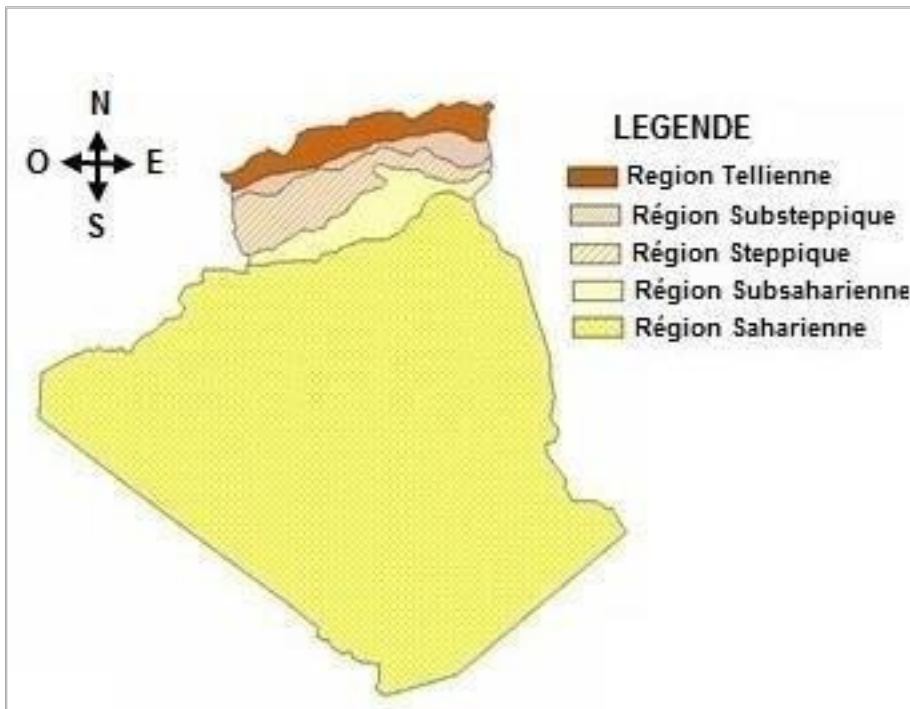 N
O E
S
LEGENDE
Region Tellienne
Région Substeppique
Région Steppique
Région Subsaharienne
Région Saharienne